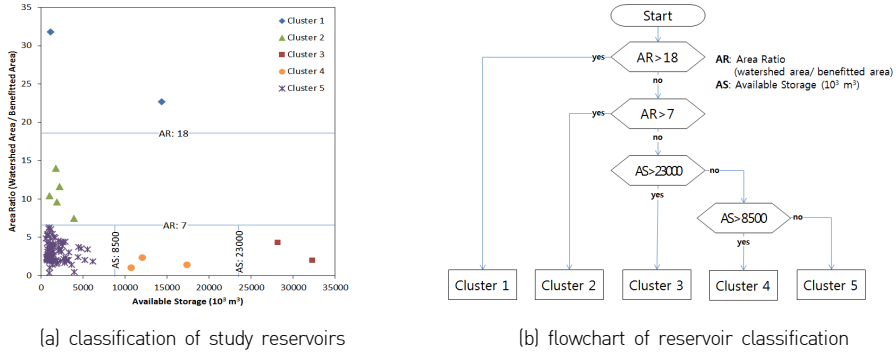 35
30
25
20
15
10
5
0
Area Ratio (Watershed Area / Benefitted Area)
Cluster 1
Cluster 2
Cluster 3
Cluster 4
Cluster 5
AR: 18
AR: 7
AS: 8500
AS: 23000
0 5000 10000 15000 20000 25000 30000 35000
Available Storage (10³ m³)
(a) classification of study reservoirs
Start
AR>18
yes
no
AR: Area Ratio
(watershed area/ benefitted area)
AS: Available Storage (10³ m³)
AR>7
yes
no
AS>23000
no
yes
AS>8500
no
yes
Cluster 1
Cluster 2
Cluster 3
Cluster 4
Cluster 5
(b) flowchart of reservoir classification